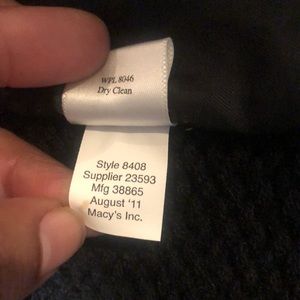 WPL 8046
Dry Clean
Style 8408
Supplier 23593
Mfg 38865
August '11
Macy's Inc.